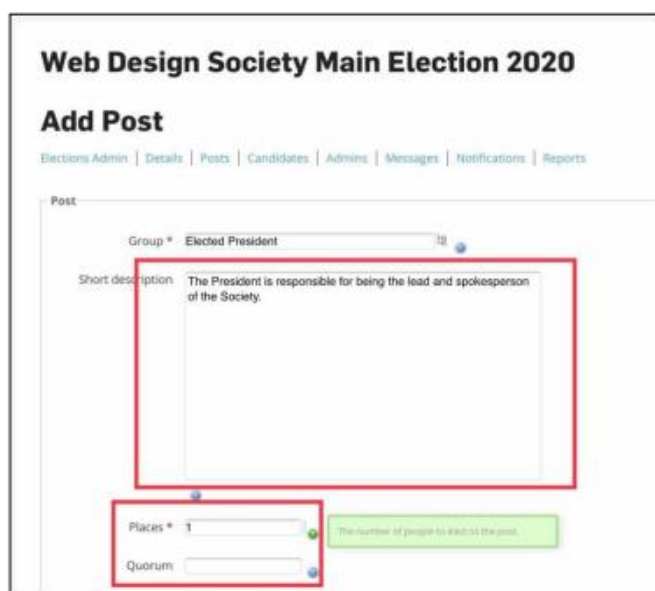 Web Design Society Main Election 2020
Add Post
Elections Admin | Details | Posts | Candidates | Admins | Messages | Notifications | Reports
Post
Group * Elected President
Short description The President is responsible for being the lead and spokesperson
of the Society.
Places * 1 The number of people to elect to the post.
Quorum